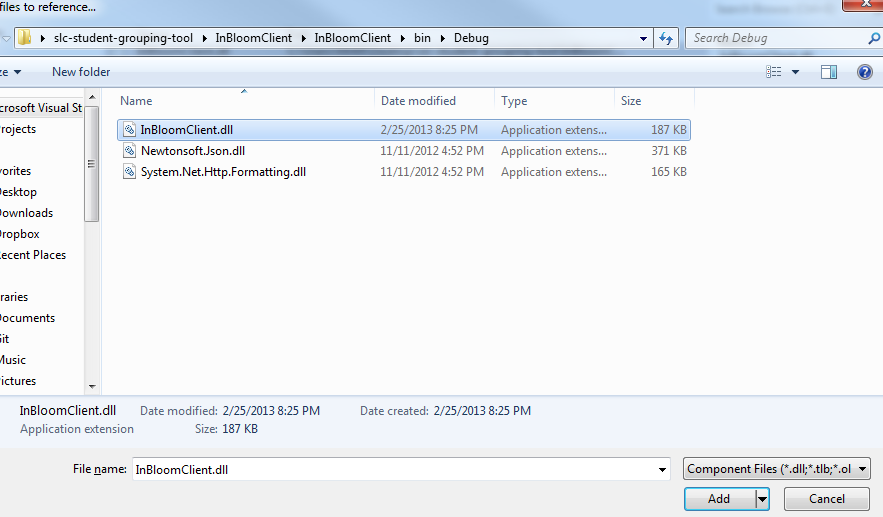 files to reference...
slc-student-grouping-tool InBloomClient InBloomClient bin Debug Search Debug
ze New folder
Name Date modified Type Size
crosoft Visual St
rojects
vorites
esktop
ownloads
ropbox
ecent Places
raries
ocuments
it
Music
ictures
InBloomClient.dll 2/25/2013 8:25 PM Application extens... 187 KB
Newtonsoft.Json.dll 11/11/2012 4:52 PM Application extens... 371 KB
System.Net.Http.Formatting.dll 11/11/2012 4:52 PM Application extens... 165 KB
InBloomClient.dll Date modified: 2/25/2013 8:25 PM Date created: 2/25/2013 8:25 PM
Application extension Size: 187 KB
File name: InBloomClient.dll Component Files (*.dll;*.tlb;*.ol
Add Cancel